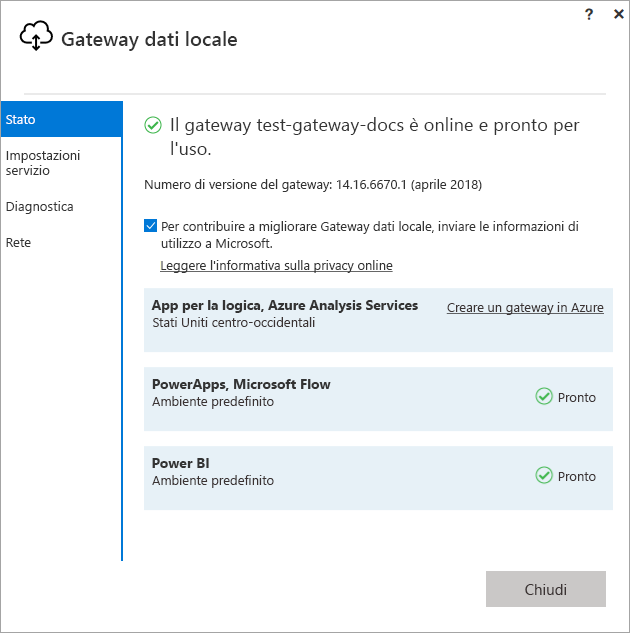 ? ×
Gateway dati locale
Stato
Impostazioni
servizio
Diagnostica
Rete
Il gateway test-gateway-docs è online e pronto per
l'uso.
Numero di versione del gateway: 14.16.6670.1 (aprile 2018)
Per contribuire a migliorare Gateway dati locale, inviare le informazioni di
utilizzo a Microsoft.
Leggere l'informativa sulla privacy online
App per la logica, Azure Analysis Services
Creare un gateway in Azure
Stati Uniti centro-occidentali
PowerApps, Microsoft Flow
Ambiente predefinito
Pronto
Power BI
Ambiente predefinito
Pronto
Chiudi